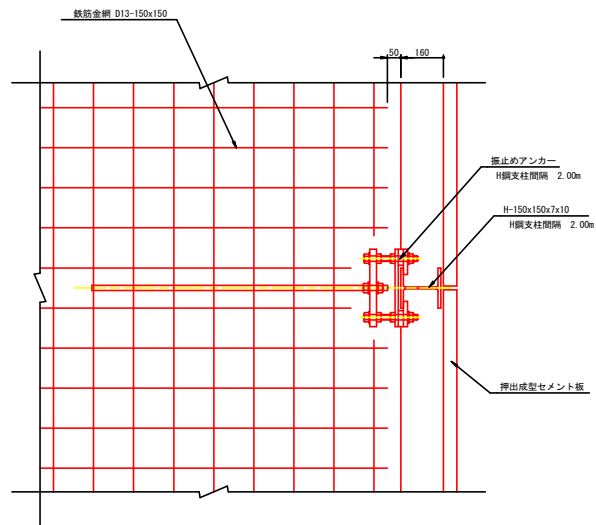 鉄筋金網 D13-150x150
50 160
振止めアンカー
H鋼支柱間隔 2.00m
H-150x150x7x10
H鋼支柱間隔 2.00m
押出成型セメント板